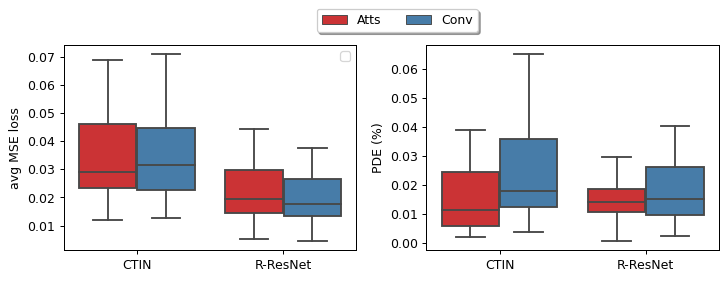 Atts Conv
avg MSE loss
0.07
0.06
0.05
0.04
0.03
0.02
0.01
CTIN R-ResNet
PDE (%)
0.06
0.05
0.04
0.03
0.02
0.01
0.00
CTIN R-ResNet